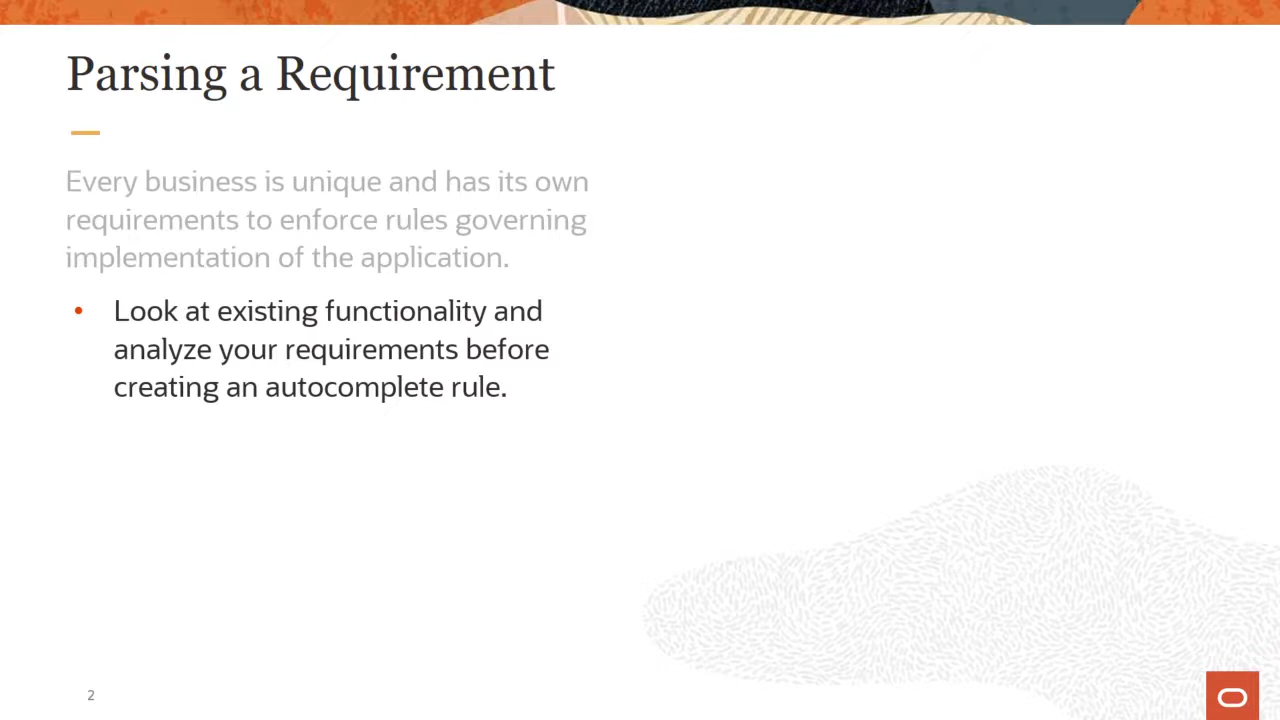 Parsing a Requirement
Every business is unique and has its own
requirements to enforce rules governing
implementation of the application.
• Look at existing functionality and
analyze your requirements before
creating an autocomplete rule.
2